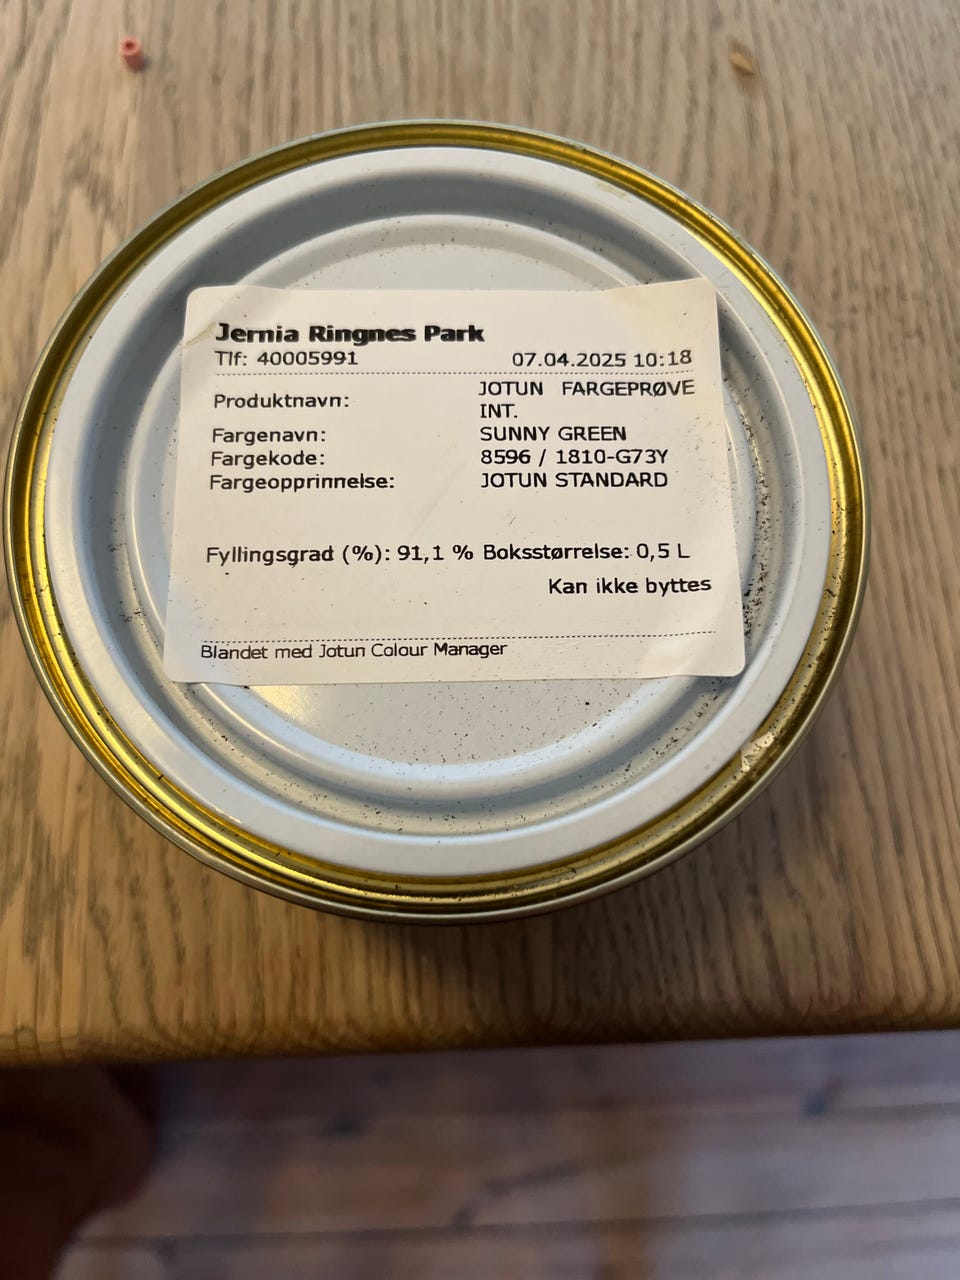 Jernia Ringnes Park
Tlf: 40005991 07.04.2025 10:18
Produktnavn: JOTUN FARGEPRØVE
INT.
Fargenavn: SUNNY GREEN
Fargekode: 8596 / 1810-G73Y
Fargeopprinnelse: JOTUN STANDARD
Fyllingsgrad (%): 91,1 % Boksstørrelse: 0,5 L
Kan ikke byttes
Blandet med Jotun Colour Manager